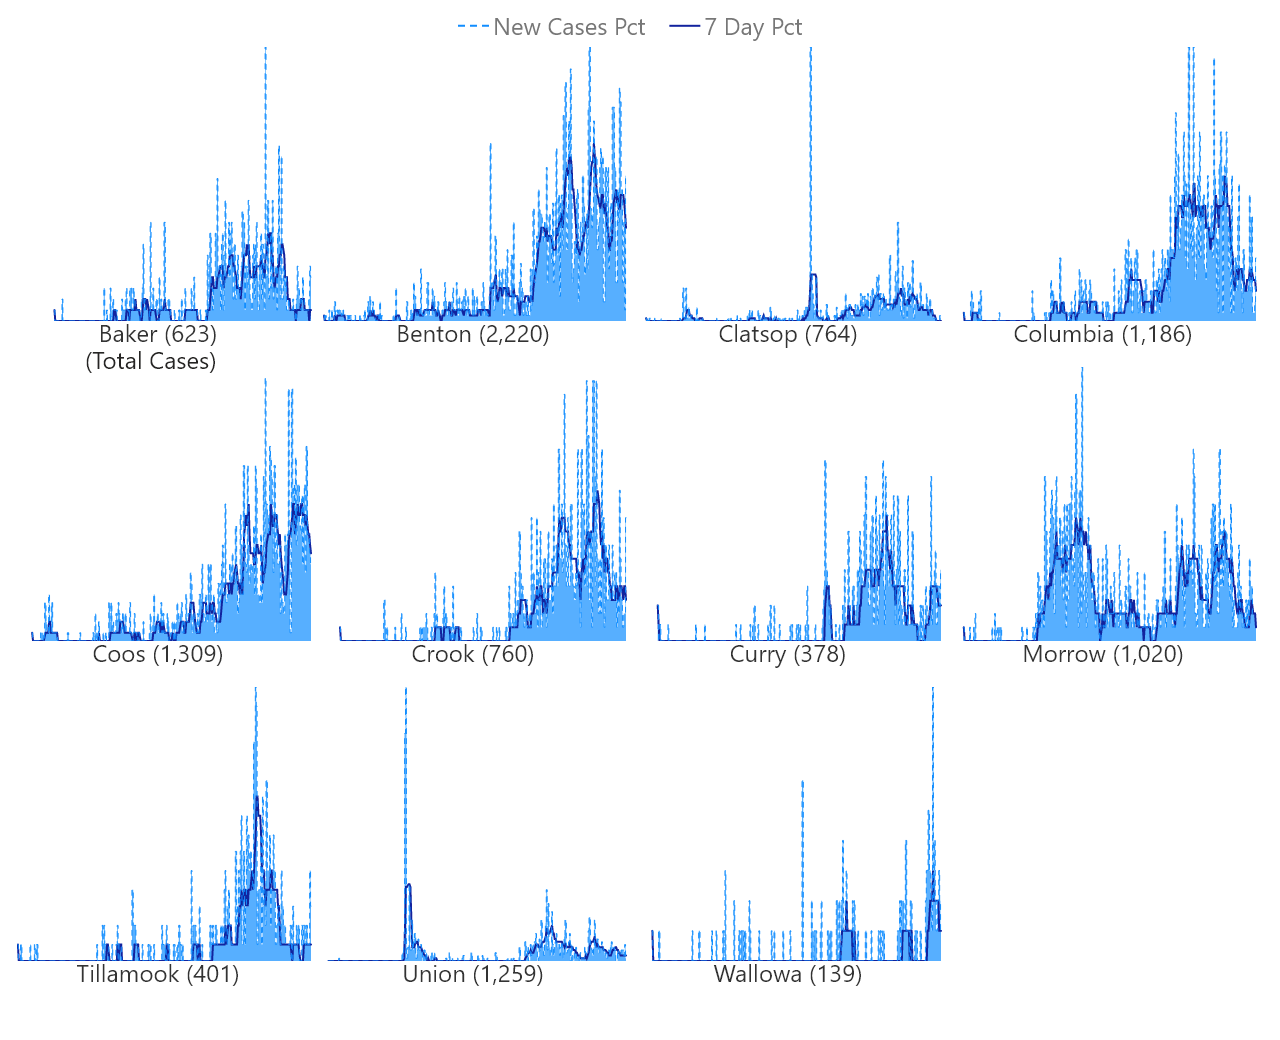 New Cases Pct 7 Day Pct
Baker (623) Benton (2,220) Clatsop (764) Columbia (1,186)
(Total Cases)
Coos (1,309) Crook (760) Curry (378) Morrow (1,020)
Tillamook (401) Union (1,259) Wallowa (139)